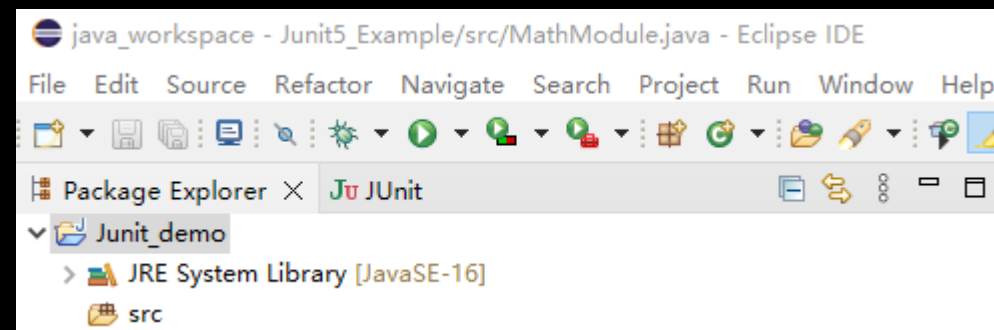 java_workspace - Junit5_Example/src/MathModule.java - Eclipse IDE
File Edit Source Refactor Navigate Search Project Run Window Help
Package Explorer Ju JUnit
Junit_demo
JRE System Library [JavaSE-16]
src